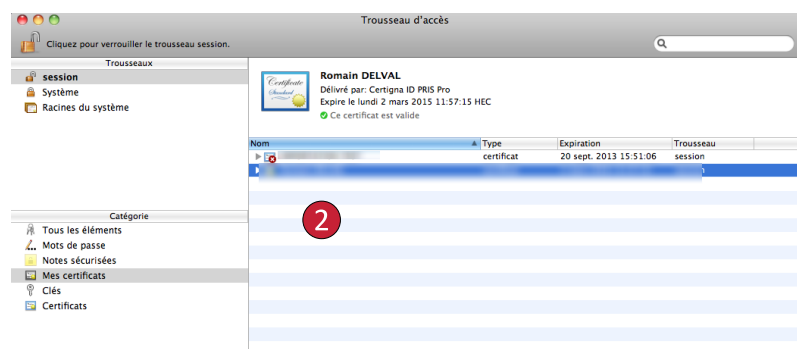 Trousseau d'accès
Cliquez pour verrouiller le trousseau session.
Trousseaux
session
Système
Racines du système
Certificate
Standard
Romain DELVAL
Délivré par: Certigna ID PRIS Pro
Expire le lundi 2 mars 2015 11:57:15 HEC
Ce certificat est valide
Nom Type Expiration Trousseau
certificat 20 sept. 2013 15:51:06 session
2
Catégorie
Tous les éléments
Mots de passe
Notes sécurisées
Mes certificats
Clés
Certificats